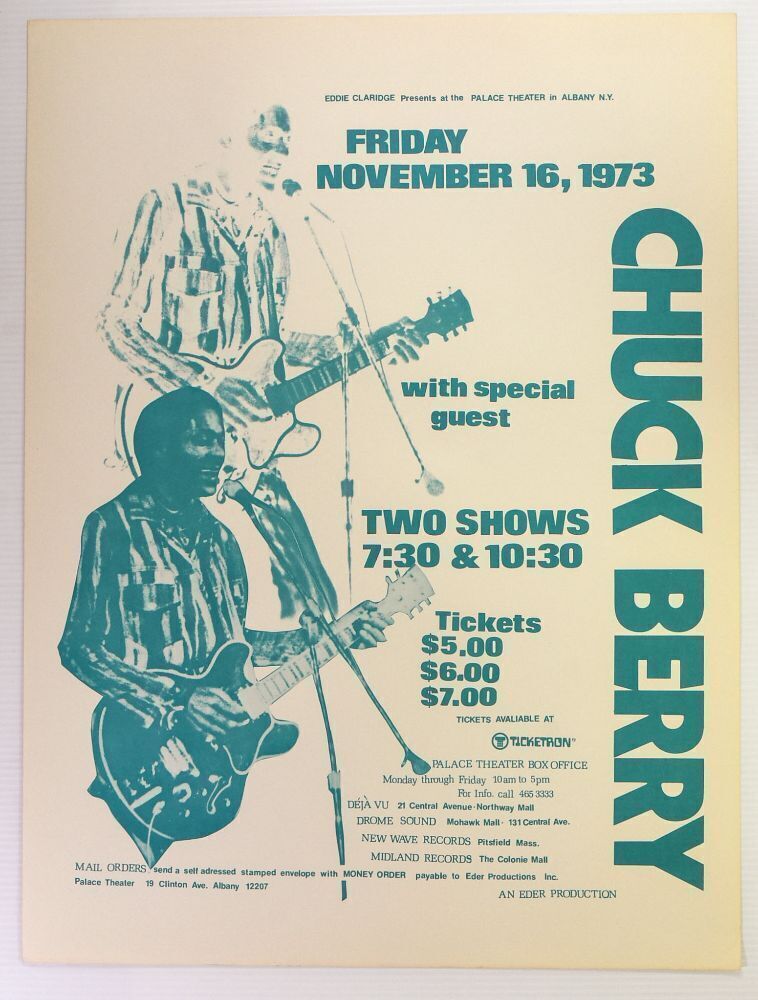 EDDIE CLARIDGE Presents at the PALACE THEATER in ALBANY N.Y.
FRIDAY
NOVEMBER 16, 1973
CHUCK BERRY
with special
guest
TWO SHOWS
7:30 & 10:30
Tickets
$5.00
$6.00
$7.00
TICKETS AVALIABLE AT
TICKETRON
PALACE THEATER BOX OFFICE
Monday through Friday 10am to 5pm
For Info. call 465 3333
DÉJÀ VU 21 Central Avenue-Northway Mall
DROME SOUND Mohawk Mall - 131 Central Ave.
NEW WAVE RECORDS Pitsfield Mass.
MIDLAND RECORDS The Colonie Mall
MAIL ORDERS send a self adressed stamped envelope with MONEY ORDER payable to Eder Productions Inc.
Palace Theater 19 Clinton Ave. Albany 12207
AN EDER PRODUCTION